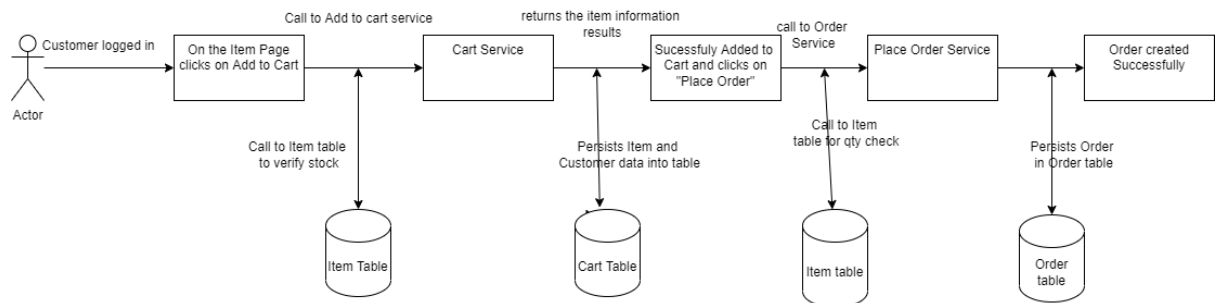 Call to Add to cart service
returns the item information
results
call to Order
Service
Customer logged in
On the Item Page
clicks on Add to Cart
Cart Service
Sucessfuly Added to
Cart and clicks on
"Place Order"
Place Order Service
Order created
Successfully
Actor
Call to Item table
to verify stock
Persists Item and
Customer data into table
Call to Item
table for qty check
Persists Order
in Order table
Item Table
Cart Table
Item table
Order
table